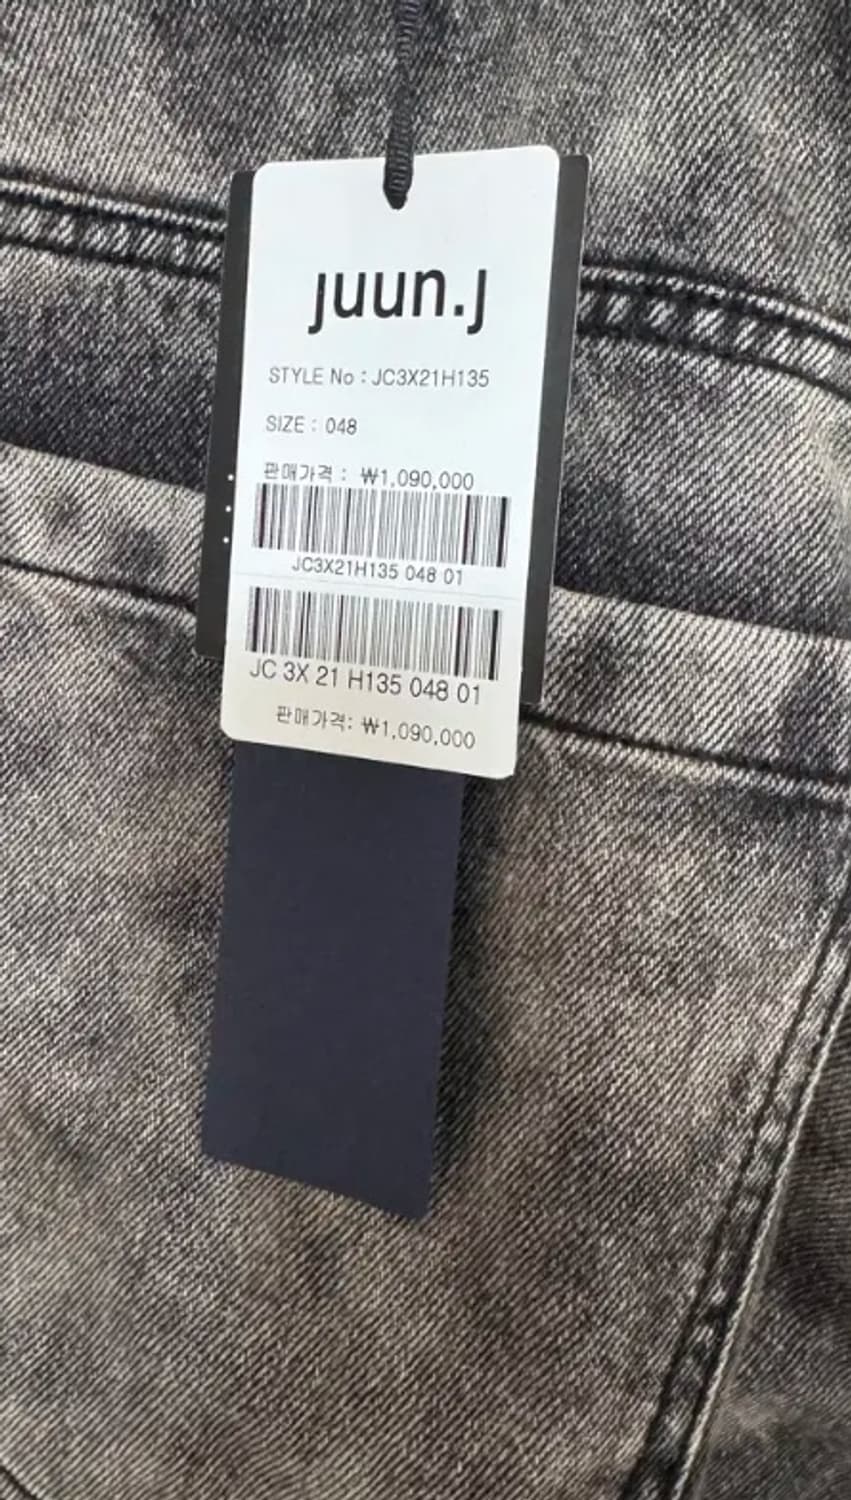 juun.j
STYLE No : JC3X21H135
SIZE : 048
판매가격 : ₩1,090,000
JC3X21H135 048 01
JC 3X 21 H135 048 01
판매가격: ₩1,090,000